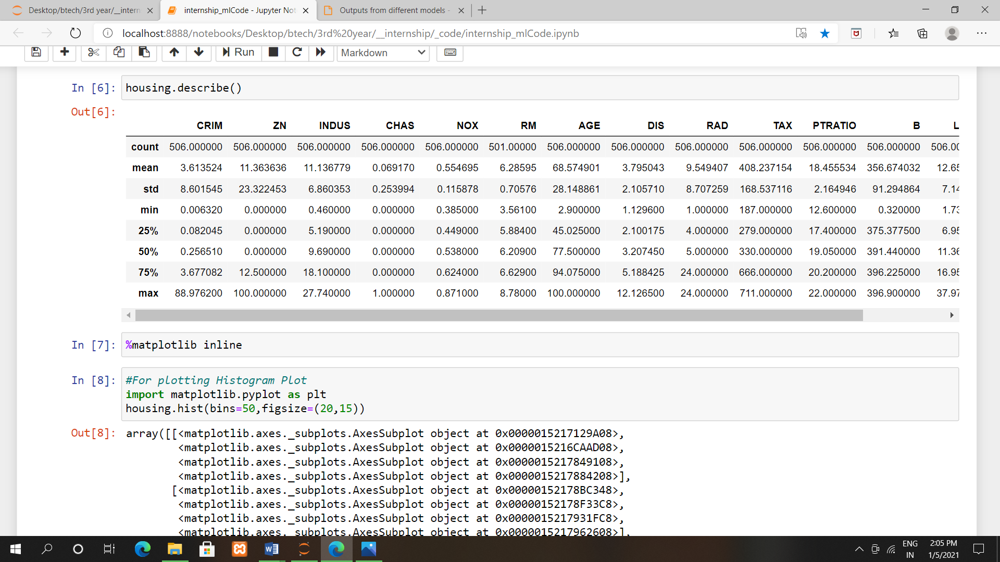 Desktop/btech/3rd year/__intern
internship_mlCode - Jupyter Not
Outputs from different models -
localhost:8888/notebooks/Desktop/btech/3rd%20year/__internship/_code/internship_mlCode.ipynb
Run
Markdown
In [6]: housing.describe()
Out[6]:
CRIM ZN INDUS CHAS NOX RM AGE DIS RAD TAX PTRATIO B L
count 506.000000 506.000000 506.000000 506.000000 506.000000 501.00000 506.000000 506.000000 506.000000 506.000000 506.000000 506.000000 506.00
mean 3.613524 11.363636 11.136779 0.069170 0.554695 6.28595 68.574901 3.795043 9.549407 408.237154 18.455534 356.674032 12.65
std 8.601545 23.322453 6.860353 0.253994 0.115878 0.70576 28.148861 2.105710 8.707259 168.537116 2.164946 91.294864 7.14
min 0.006320 0.000000 0.460000 0.000000 0.385000 3.56100 2.900000 1.129600 1.000000 187.000000 12.600000 0.320000 1.73
25% 0.082045 0.000000 5.190000 0.000000 0.449000 5.88400 45.025000 2.100175 4.000000 279.000000 17.400000 375.377500 6.95
50% 0.256510 0.000000 9.690000 0.000000 0.538000 6.20900 77.500000 3.207450 5.000000 330.000000 19.050000 391.440000 11.36
75% 3.677082 12.500000 18.100000 0.000000 0.624000 6.62900 94.075000 5.188425 24.000000 666.000000 20.200000 396.225000 16.95
max 88.976200 100.000000 27.740000 1.000000 0.871000 8.78000 100.000000 12.126500 24.000000 711.000000 22.000000 396.900000 37.97
In [7]: %matplotlib inline
In [8]: #For plotting Histogram Plot
import matplotlib.pyplot as plt
housing.hist(bins=50,figsize=(20,15))
Out[8]: array([[<matplotlib.axes._subplots.AxesSubplot object at 0x0000015217129A08>,
<matplotlib.axes._subplots.AxesSubplot object at 0x0000015216CAAD08>,
<matplotlib.axes._subplots.AxesSubplot object at 0x0000015217849108>,
<matplotlib.axes._subplots.AxesSubplot object at 0x0000015217884208>],
[<matplotlib.axes._subplots.AxesSubplot object at 0x00000152178BC348>,
<matplotlib.axes._subplots.AxesSubplot object at 0x00000152178F33C8>,
<matplotlib.axes._subplots.AxesSubplot object at 0x0000015217931FC8>,
<matplotlib.axes._subplots.AxesSubplot object at 0x0000015217962608>],
ENG
IN
2:05 PM
1/5/2021